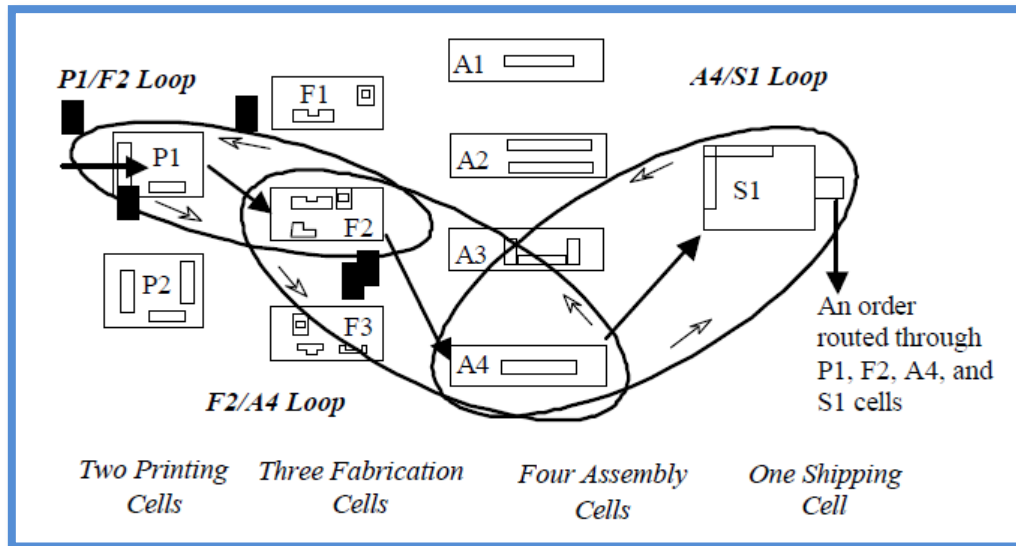 P1/F2 Loop
F1
A1
A4/S1 Loop
P1
A2
S1
F2
A3
P2
F3
A4
An order
routed through
P1, F2, A4, and
S1 cells
F2/A4 Loop
Two Printing
Cells
Three Fabrication
Cells
Four Assembly
Cells
One Shipping
Cell